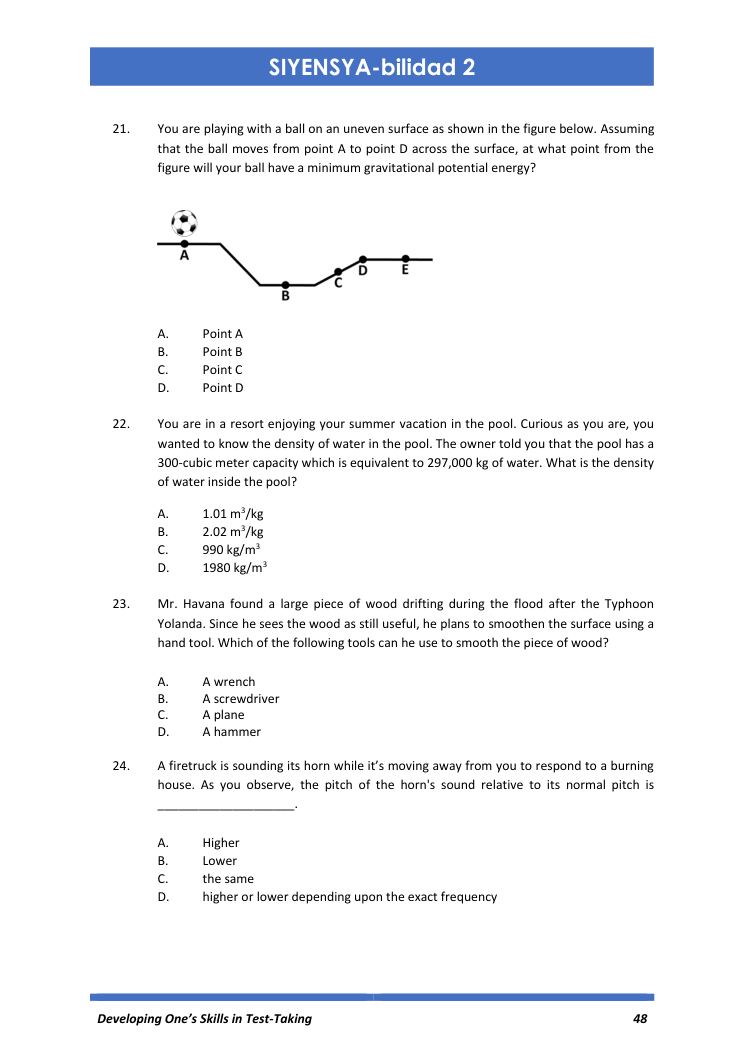 SIYENSYA-bilidad 2
21. You are playing with a ball on an uneven surface as shown in the figure below. Assuming
that the ball moves from point A to point D across the surface, at what point from the
figure will your ball have a minimum gravitational potential energy?
A
B
C
D
E
A. Point A
B. Point B
C. Point C
D. Point D
22. You are in a resort enjoying your summer vacation in the pool. Curious as you are, you
wanted to know the density of water in the pool. The owner told you that the pool has a
300-cubic meter capacity which is equivalent to 297,000 kg of water. What is the density
of water inside the pool?
A. 1.01 m³/kg
B. 2.02 m³/kg
C. 990 kg/m³
D. 1980 kg/m³
23. Mr. Havana found a large piece of wood drifting during the flood after the Typhoon
Yolanda. Since he sees the wood as still useful, he plans to smoothen the surface using a
hand tool. Which of the following tools can he use to smooth the piece of wood?
A. A wrench
B. A screwdriver
C. A plane
D. A hammer
24. A firetruck is sounding its horn while it’s moving away from you to respond to a burning
house. As you observe, the pitch of the horn's sound relative to its normal pitch is
____________________.
A. Higher
B. Lower
C. the same
D. higher or lower depending upon the exact frequency
Developing One’s Skills in Test-Taking 48